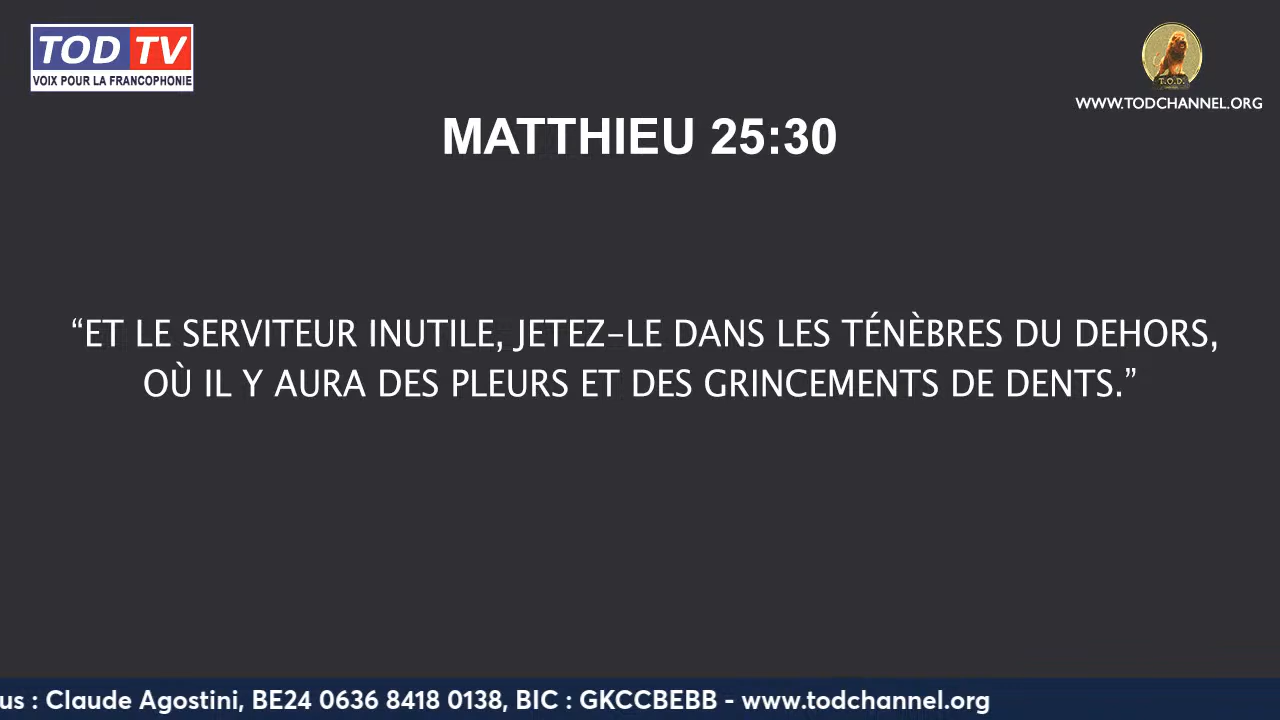 TOD TV
VOIX POUR LA FRANCOPHONIE
T.O.D.
WWW.TODCHANNEL.ORG
MATTHIEU 25:30
“ET LE SERVITEUR INUTILE, JETEZ-LE DANS LES TÉNÈBRES DU DEHORS,
OÙ IL Y AURA DES PLEURS ET DES GRINCEMENTS DE DENTS.”
us : Claude Agostini, BE24 0636 8418 0138, BIC : GKCCBEBB - www.todchannel.org